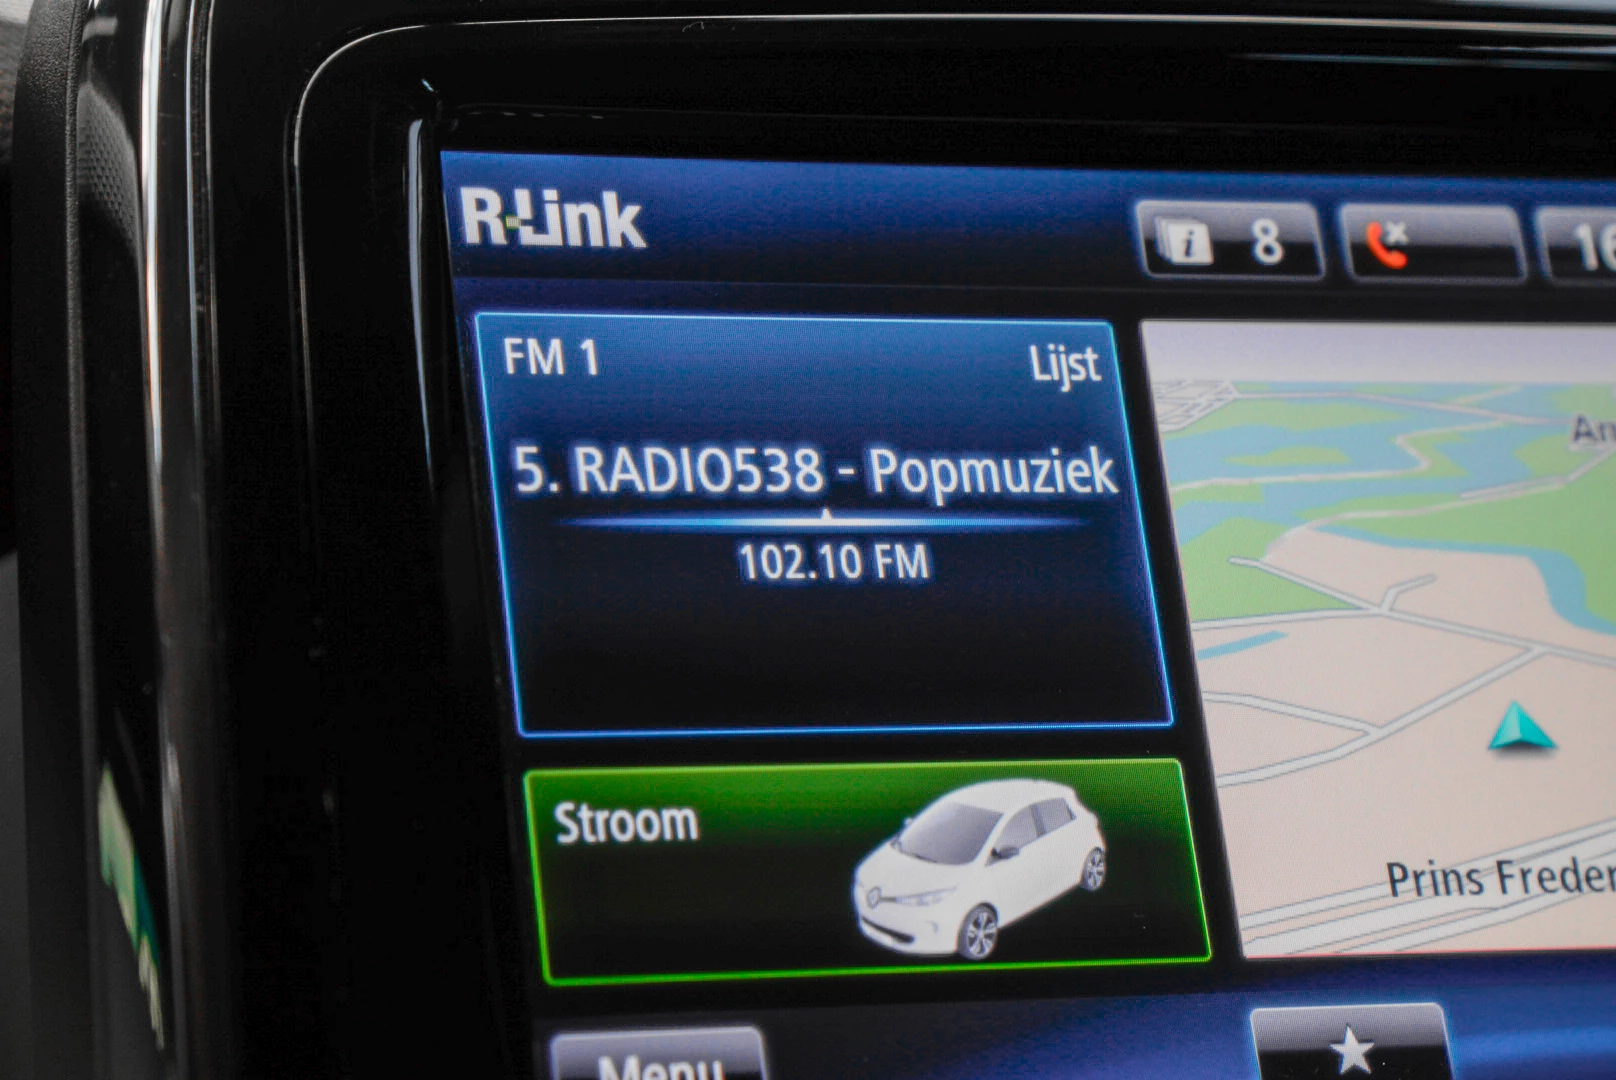 R-Link
i 8
FM 1
Lijst
5. RADIO538 - Popmuziek
102.10 FM
Stroom
Menu